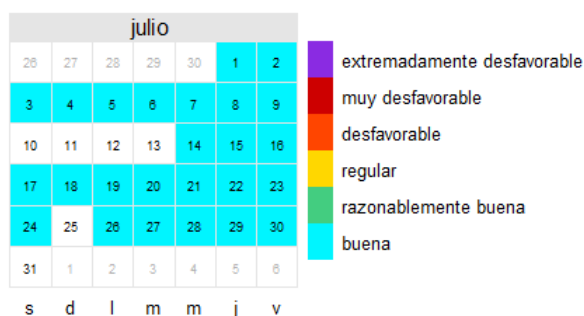 julio
26 27 28 29 30 1 2
3 4 5 6 7 8 9
10 11 12 13 14 15 16
17 18 19 20 21 22 23
24 25 26 27 28 29 30
31 1 2 3 4 5 6
s d l m m j v
extremadamente desfavorable
muy desfavorable
desfavorable
regular
razonablemente buena
buena